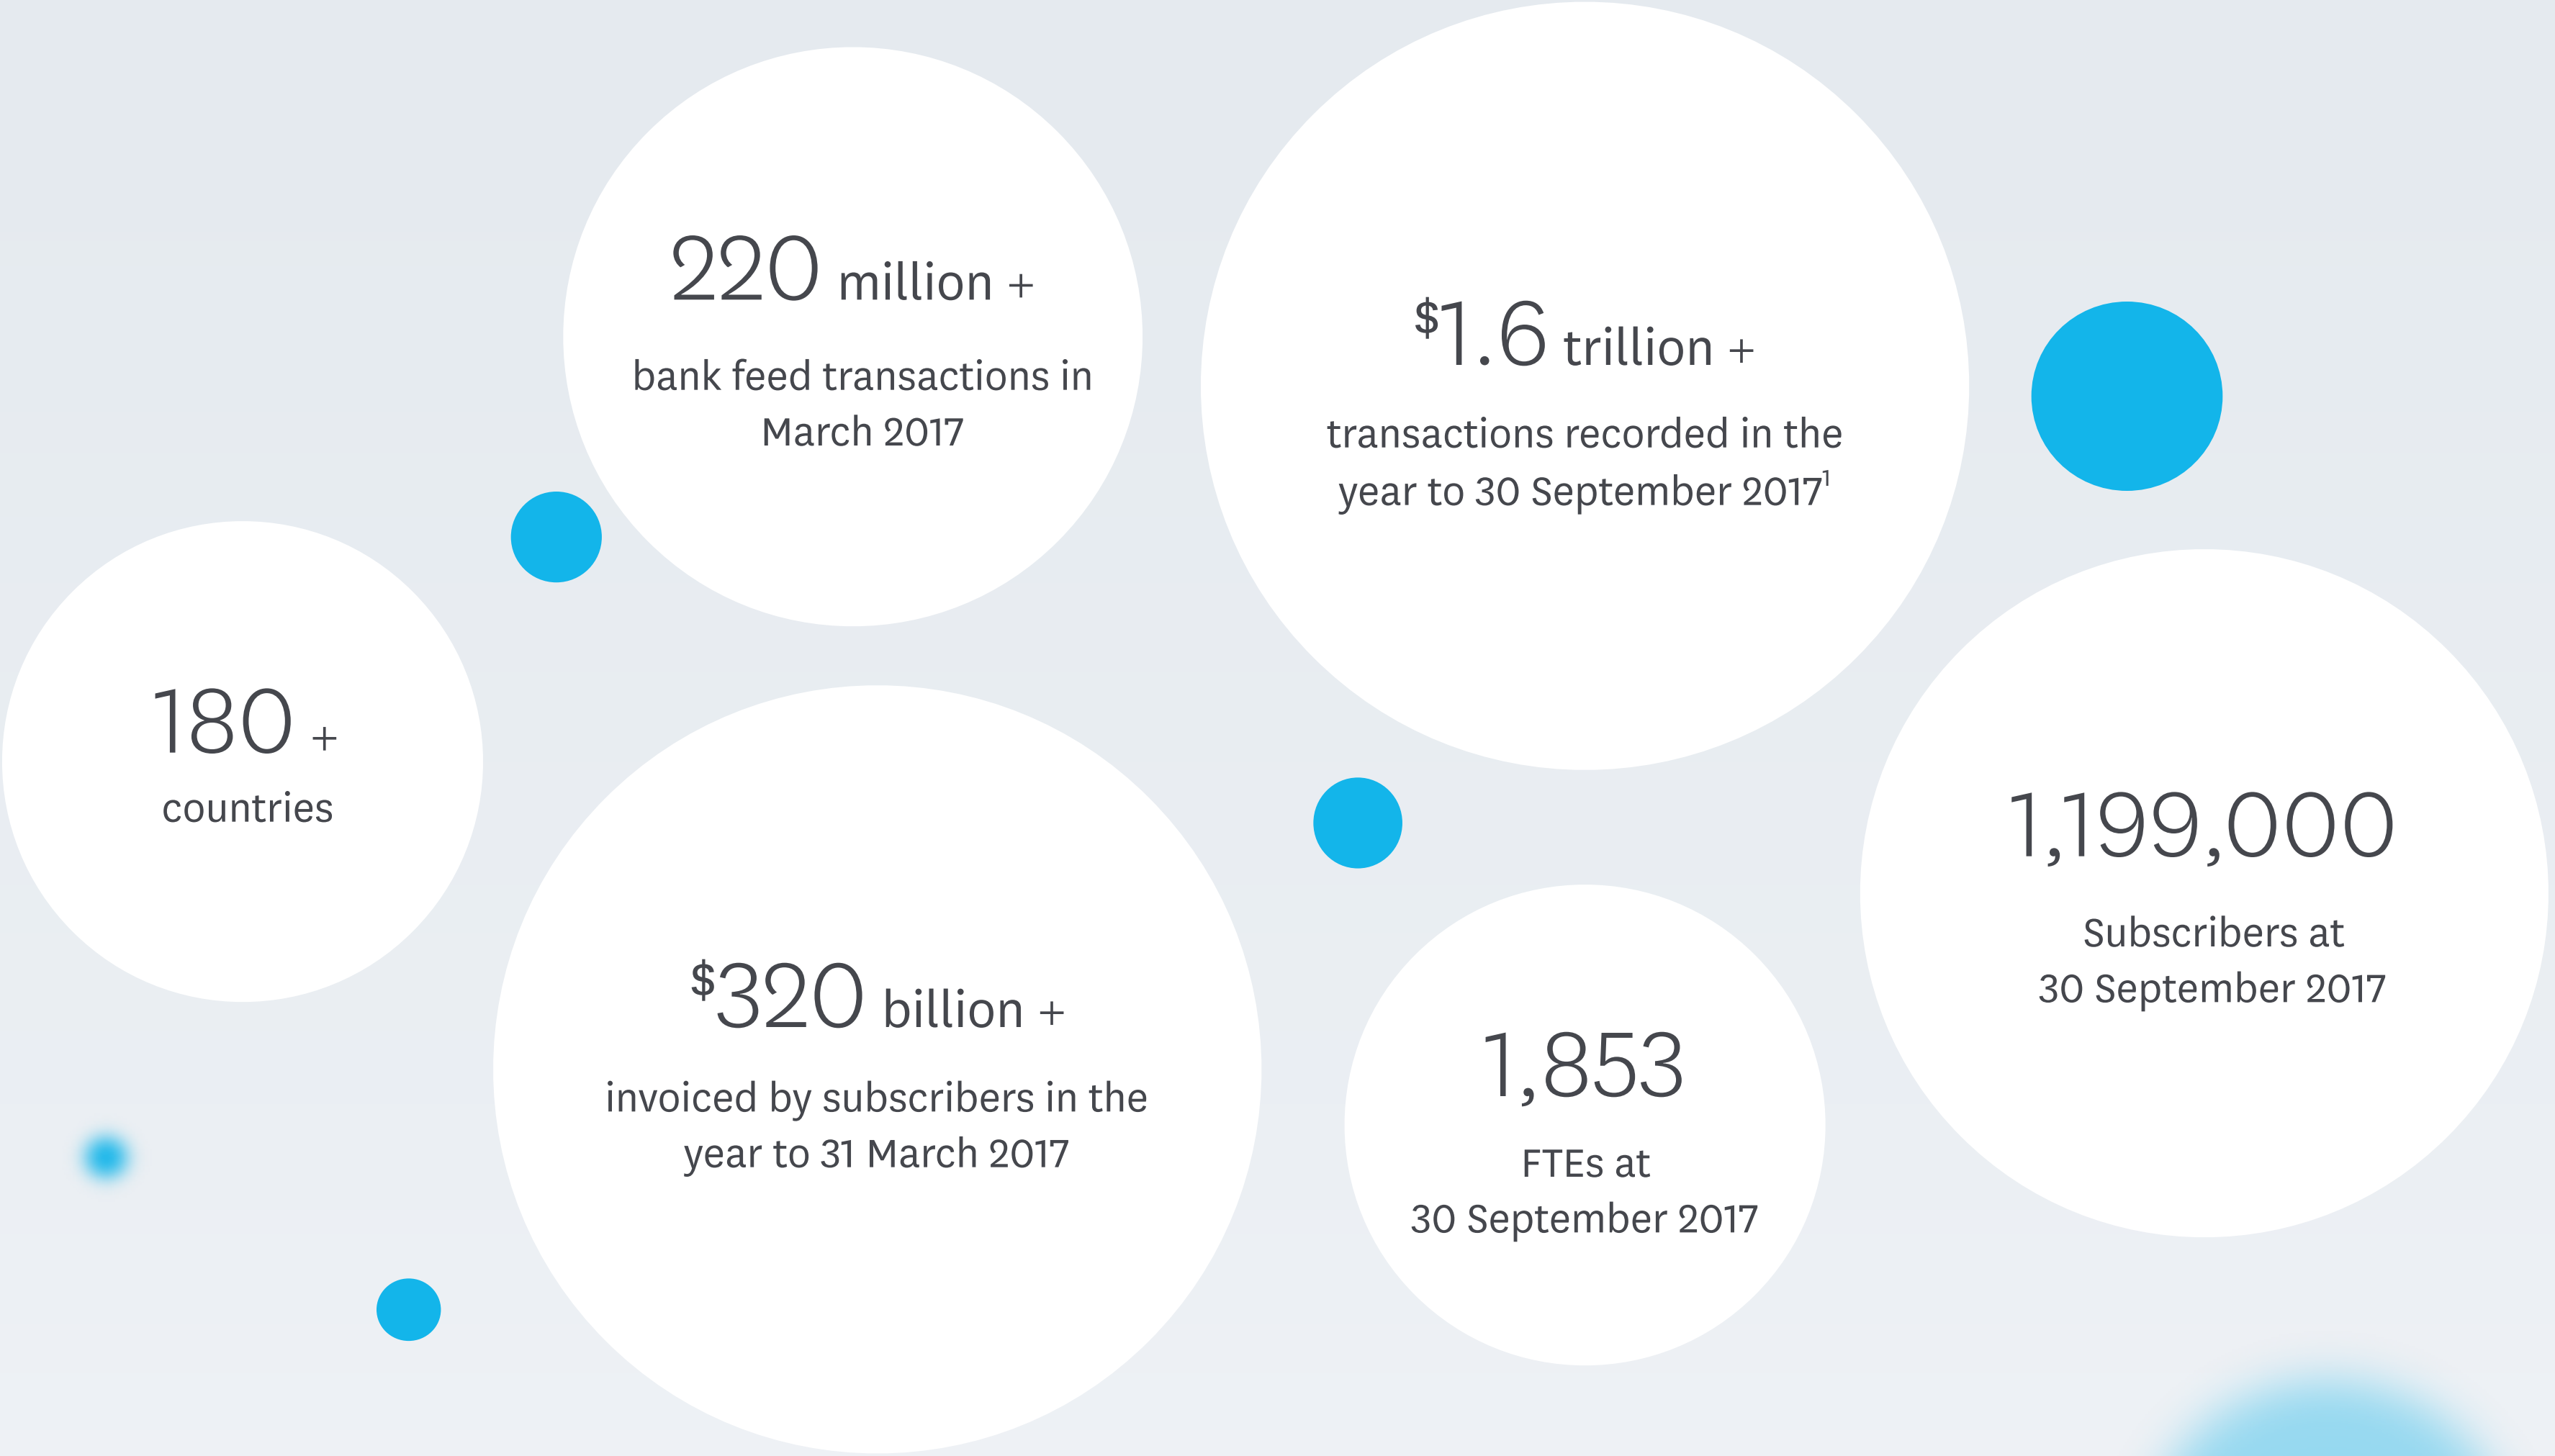 220 million +
bank feed transactions in
March 2017
$1.6 trillion +
transactions recorded in the
year to 30 September 2017¹
180 +
countries
1,199,000
Subscribers at
30 September 2017
$320 billion +
invoiced by subscribers in the
year to 31 March 2017
1,853
FTEs at
30 September 2017